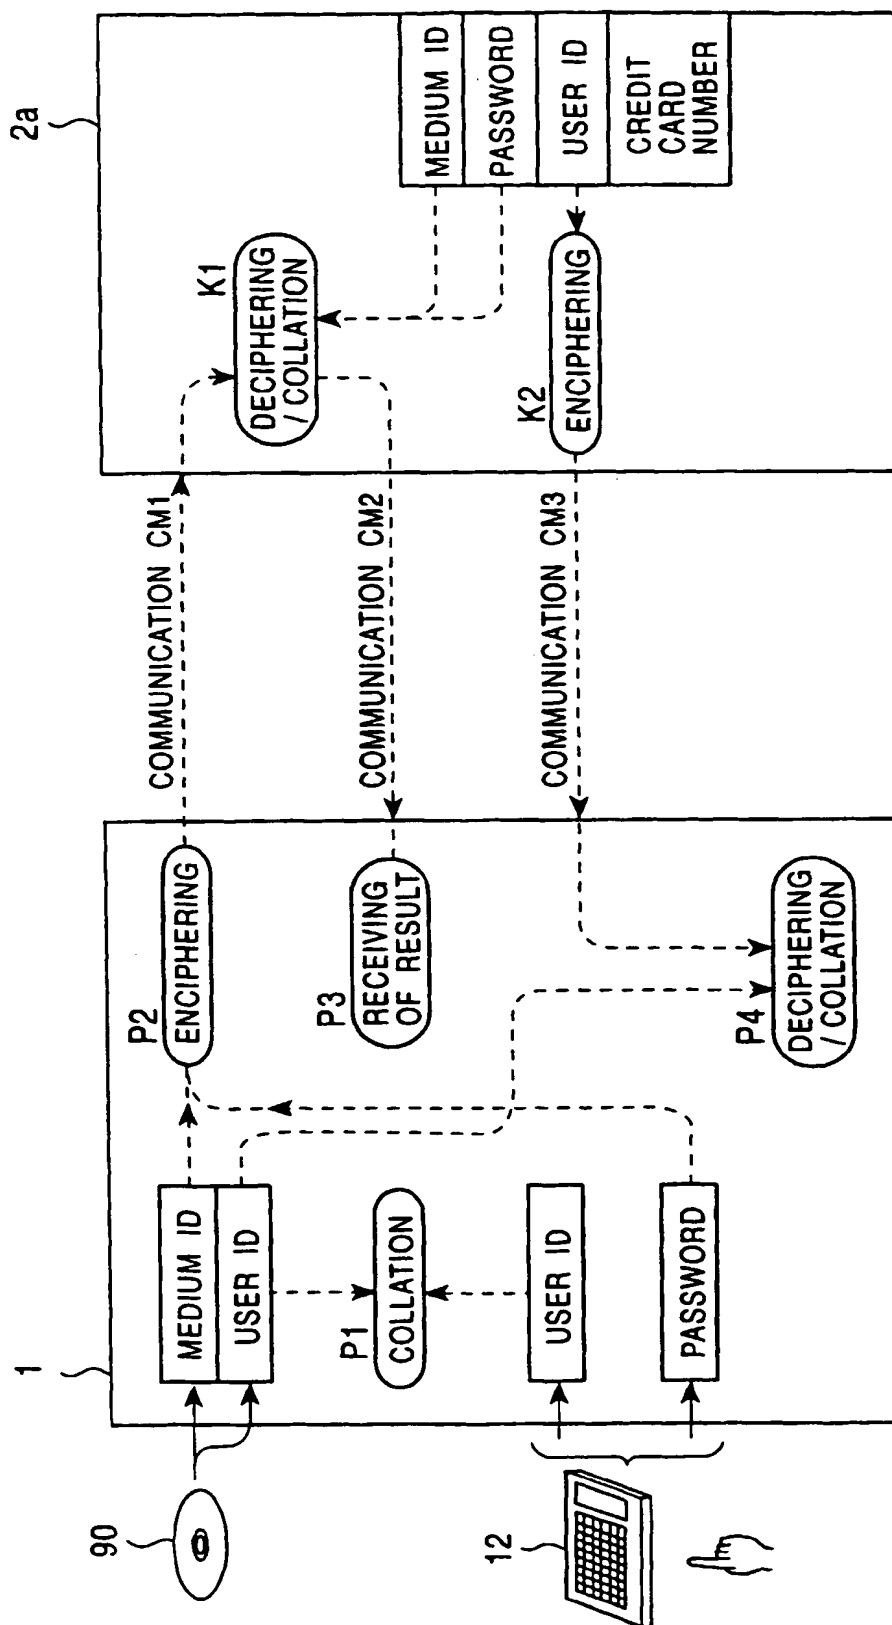 1
2a
90
12
MEDIUM ID
USER ID
P1
COLLATION
USER ID
PASSWORD
P2
ENCIPHERING
P3
RECEIVING
OF RESULT
P4
DECIPHERING
/ COLLATION
COMMUNICATION CM1
COMMUNICATION CM2
COMMUNICATION CM3
K1
DECIPHERING
/ COLLATION
K2
ENCIPHERING
MEDIUM ID
PASSWORD
USER ID
CREDIT
CARD
NUMBER